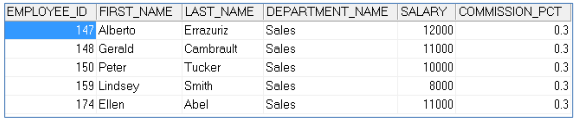 EMPLOYEE_ID FIRST_NAME LAST_NAME DEPARTMENT_NAME SALARY COMMISSION_PCT
147 Alberto Errazuriz Sales 12000 0.3
148 Gerald Cambrault Sales 11000 0.3
150 Peter Tucker Sales 10000 0.3
159 Lindsey Smith Sales 8000 0.3
174 Ellen Abel Sales 11000 0.3